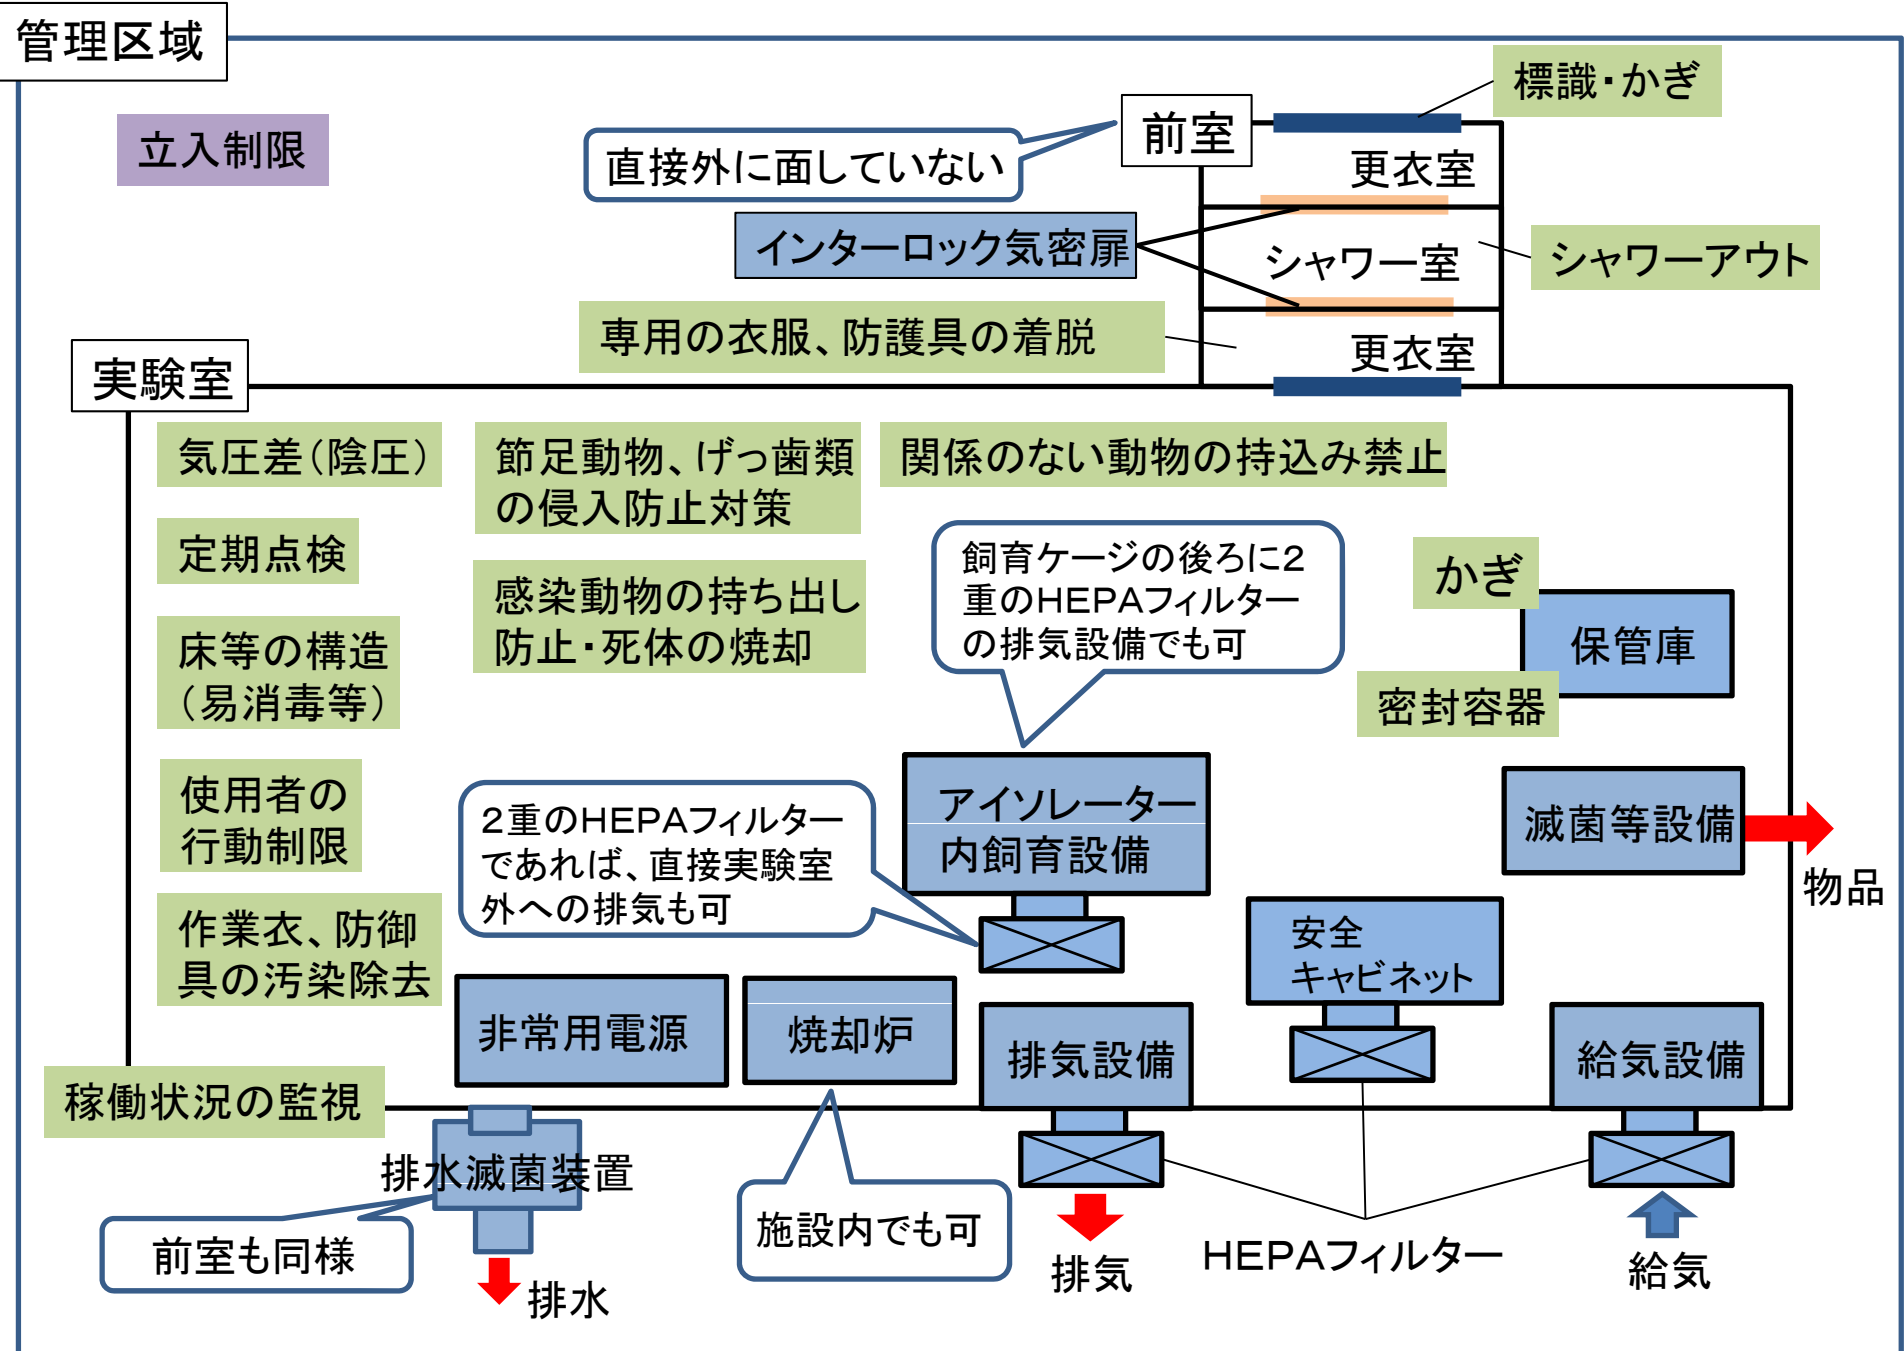 管理区域
立入制限
標識・かぎ
前室
直接外に面していない
更衣室
インターロック気密扉
シャワー室
シャワーアウト
専用の衣服、防護具の着脱
更衣室
実験室
気圧差（陰圧）
節足動物、げっ歯類
の侵入防止対策
関係のない動物の持込み禁止
定期点検
感染動物の持ち出し
防止・死体の焼却
飼育ケージの後ろに２
重のHEPAフィルター
の排気設備でも可
かぎ
保管庫
密封容器
床等の構造
（易消毒等）
使用者の
行動制限
２重のHEPAフィルター
であれば、直接実験室
外への排気も可
アイソレーター
内飼育設備
滅菌等設備
物品
作業衣、防御
具の汚染除去
安全
キャビネット
非常用電源
焼却炉
排気設備
給気設備
稼働状況の監視
排水滅菌装置
前室も同様
施設内でも可
排水
排気
HEPAフィルター
給気